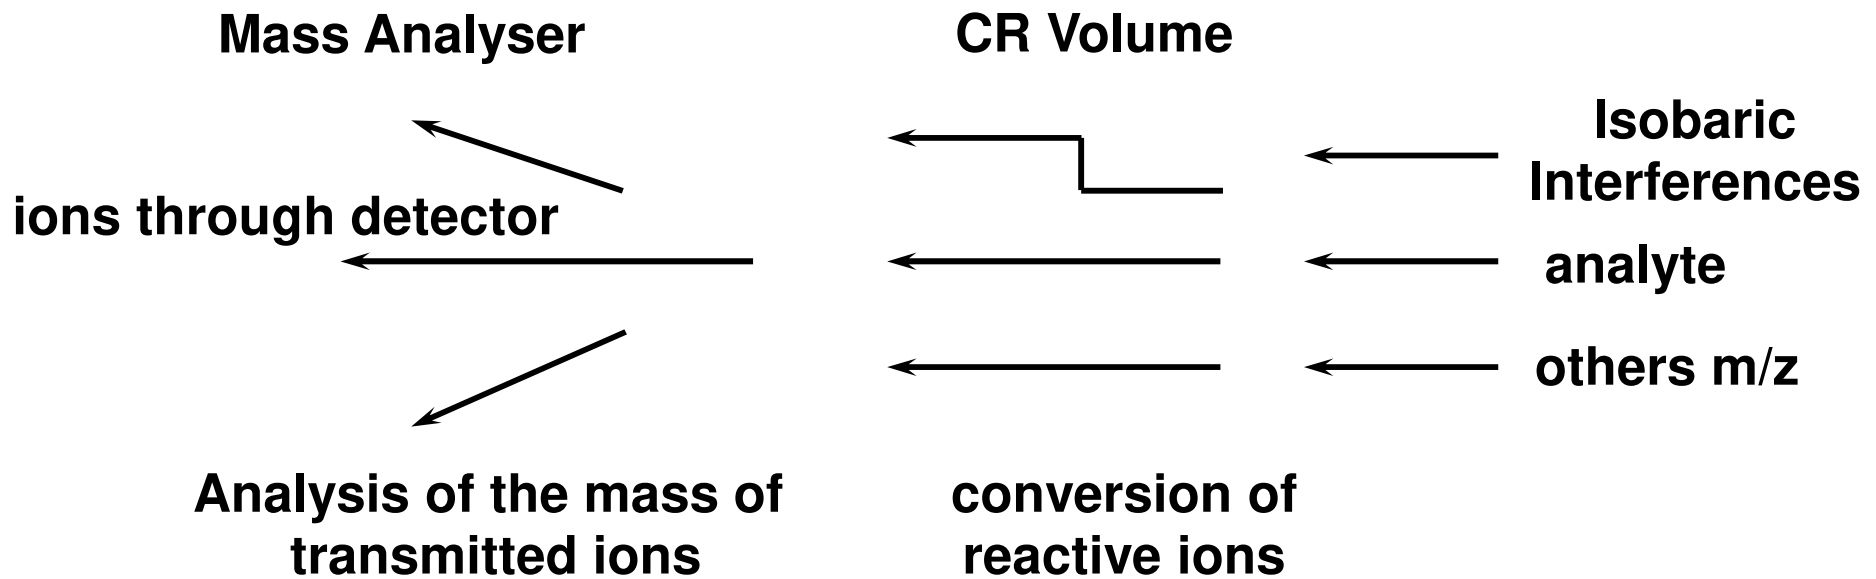 Mass Analyser
CR Volume
Isobaric
Interferences
ions through detector
analyte
others m/z
Analysis of the mass of
transmitted ions
conversion of
reactive ions